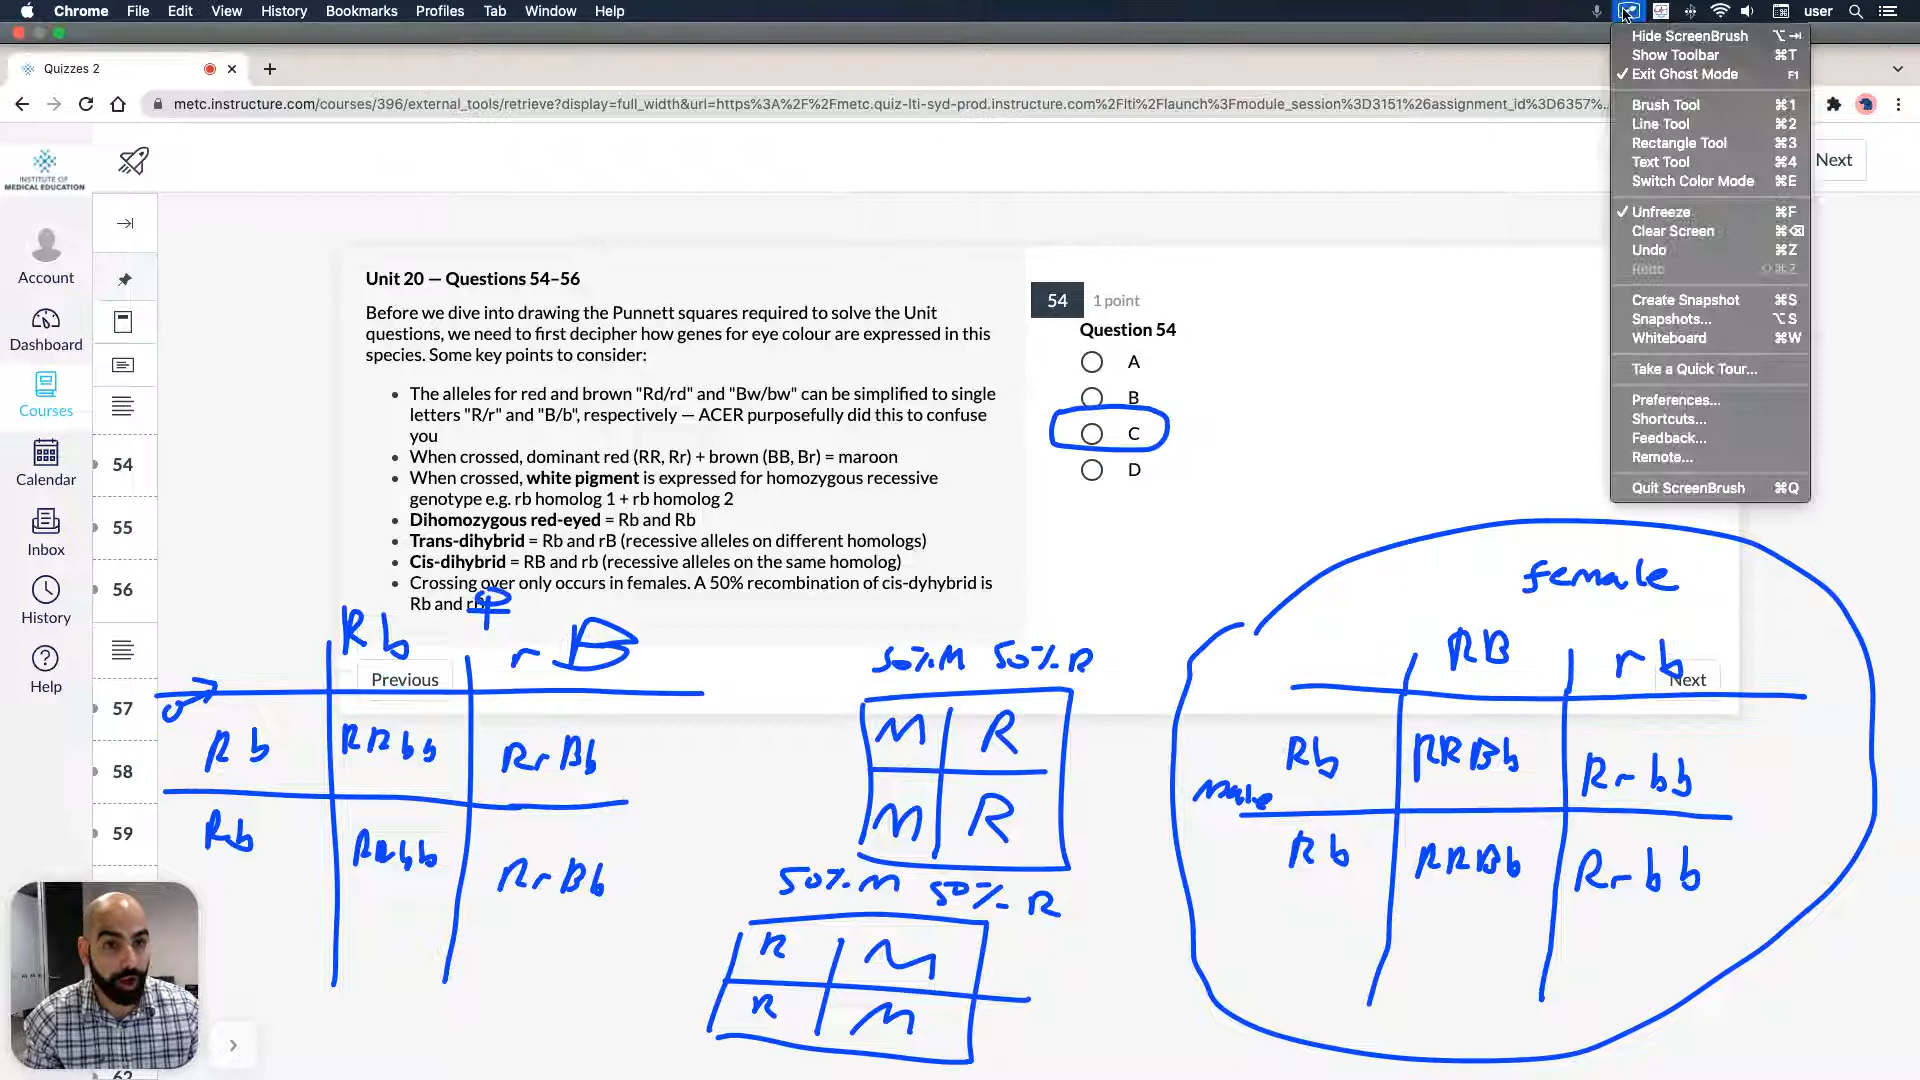 Chrome File Edit View History Bookmarks Profiles Tab Window Help
user
Quizzes 2
metc.instructure.com/courses/396/external_tools/retrieve?display=full_width&url=https%3A%2F%2Fmetc.quiz-lti-syd-prod.instructure.com%2Flti%2Flaunch%3Fmodule_session%3D3151%26assignment_id%3D6357%...
Hide ScreenBrush
Show Toolbar ⌘T
✓ Exit Ghost Mode F1
Brush Tool ⌘1
Line Tool ⌘2
Rectangle Tool ⌘3
Text Tool ⌘4
Switch Color Mode ⌘E
✓ Unfreeze ⌘F
Clear Screen ⌘⌫
Undo ⌘Z
Redo ⇧⌘Z
Create Snapshot ⌘S
Snapshots... ⌥S
Whiteboard ⌘W
Take a Quick Tour...
Preferences...
Shortcuts...
Feedback...
Remote...
Quit ScreenBrush ⌘Q
Next
INSTITUTE OF
MEDICAL EDUCATION
Account
Dashboard
Courses
Calendar
Inbox
History
Help
54
55
56
57
58
59
62
Unit 20 — Questions 54–56
Before we dive into drawing the Punnett squares required to solve the Unit
questions, we need to first decipher how genes for eye colour are expressed in this
species. Some key points to consider:
• The alleles for red and brown "Rd/rd" and "Bw/bw" can be simplified to single
letters "R/r" and "B/b", respectively — ACER purposefully did this to confuse
you
• When crossed, dominant red (RR, Rr) + brown (BB, Br) = maroon
• When crossed, white pigment is expressed for homozygous recessive
genotype e.g. rb homolog 1 + rb homolog 2
• Dihomozygous red-eyed = Rb and Rb
• Trans-dihybrid = Rb and rB (recessive alleles on different homologs)
• Cis-dihybrid = RB and rb (recessive alleles on the same homolog)
• Crossing over only occurs in females. A 50% recombination of cis-dyhybrid is
Rb and
54 1 point
Question 54
A
B
C
D
Previous
Next
♀
Rb rB
♂
Rb RRbb RrBb
Rb RRbb RrBb
50%M 50%R
M R
M R
50%M 50%R
R M
R M
female
RB rb
male
Rb RRBb Rrbb
Rb RRBb Rrbb